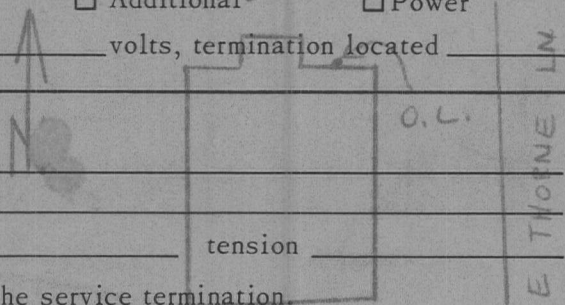 ☐ Additional ☐ Power
volts, termination located
O.L.
N
E THORNE LN
tension
he service termination.